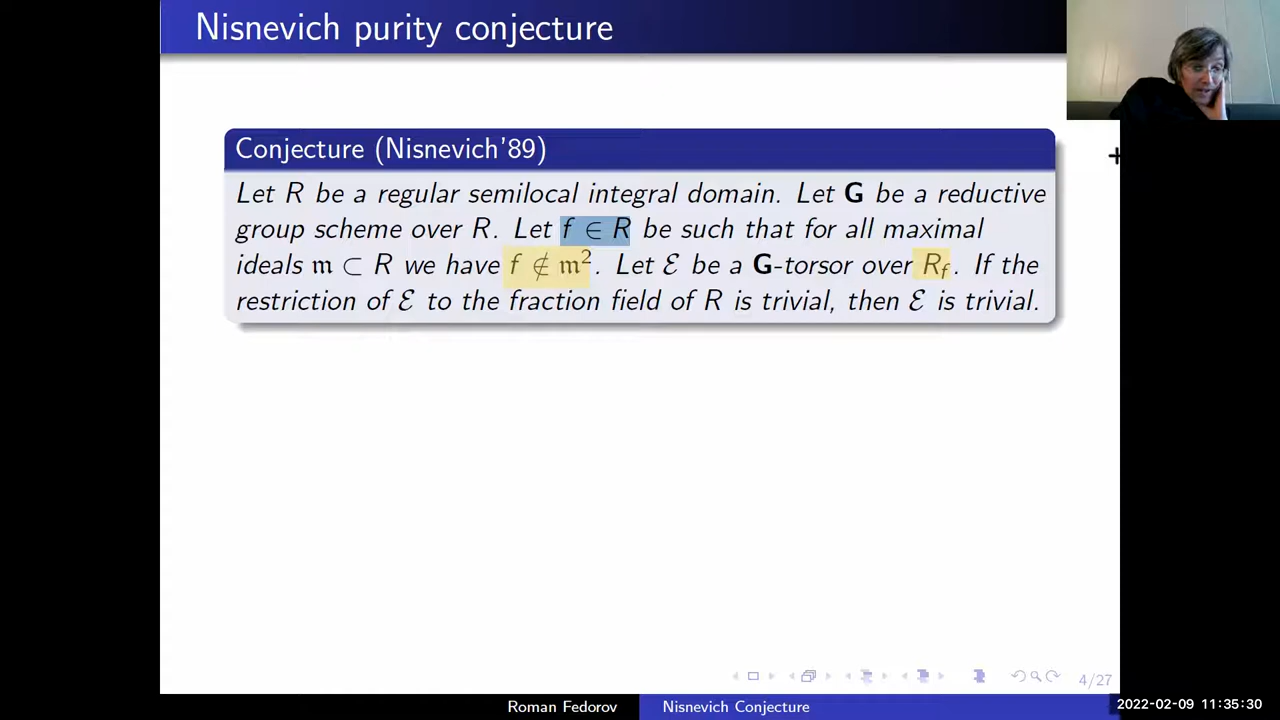 Nisnevich purity conjecture
Conjecture (Nisnevich'89)
Let R be a regular semilocal integral domain. Let G be a reductive
group scheme over R. Let f ∈ R be such that for all maximal
ideals 𝔪 ⊂ R we have f ∉ 𝔪². Let ℰ be a G-torsor over R_f. If the
restriction of ℰ to the fraction field of R is trivial, then ℰ is trivial.
4/27
Roman Fedorov
Nisnevich Conjecture
2022-02-09 11:35:30